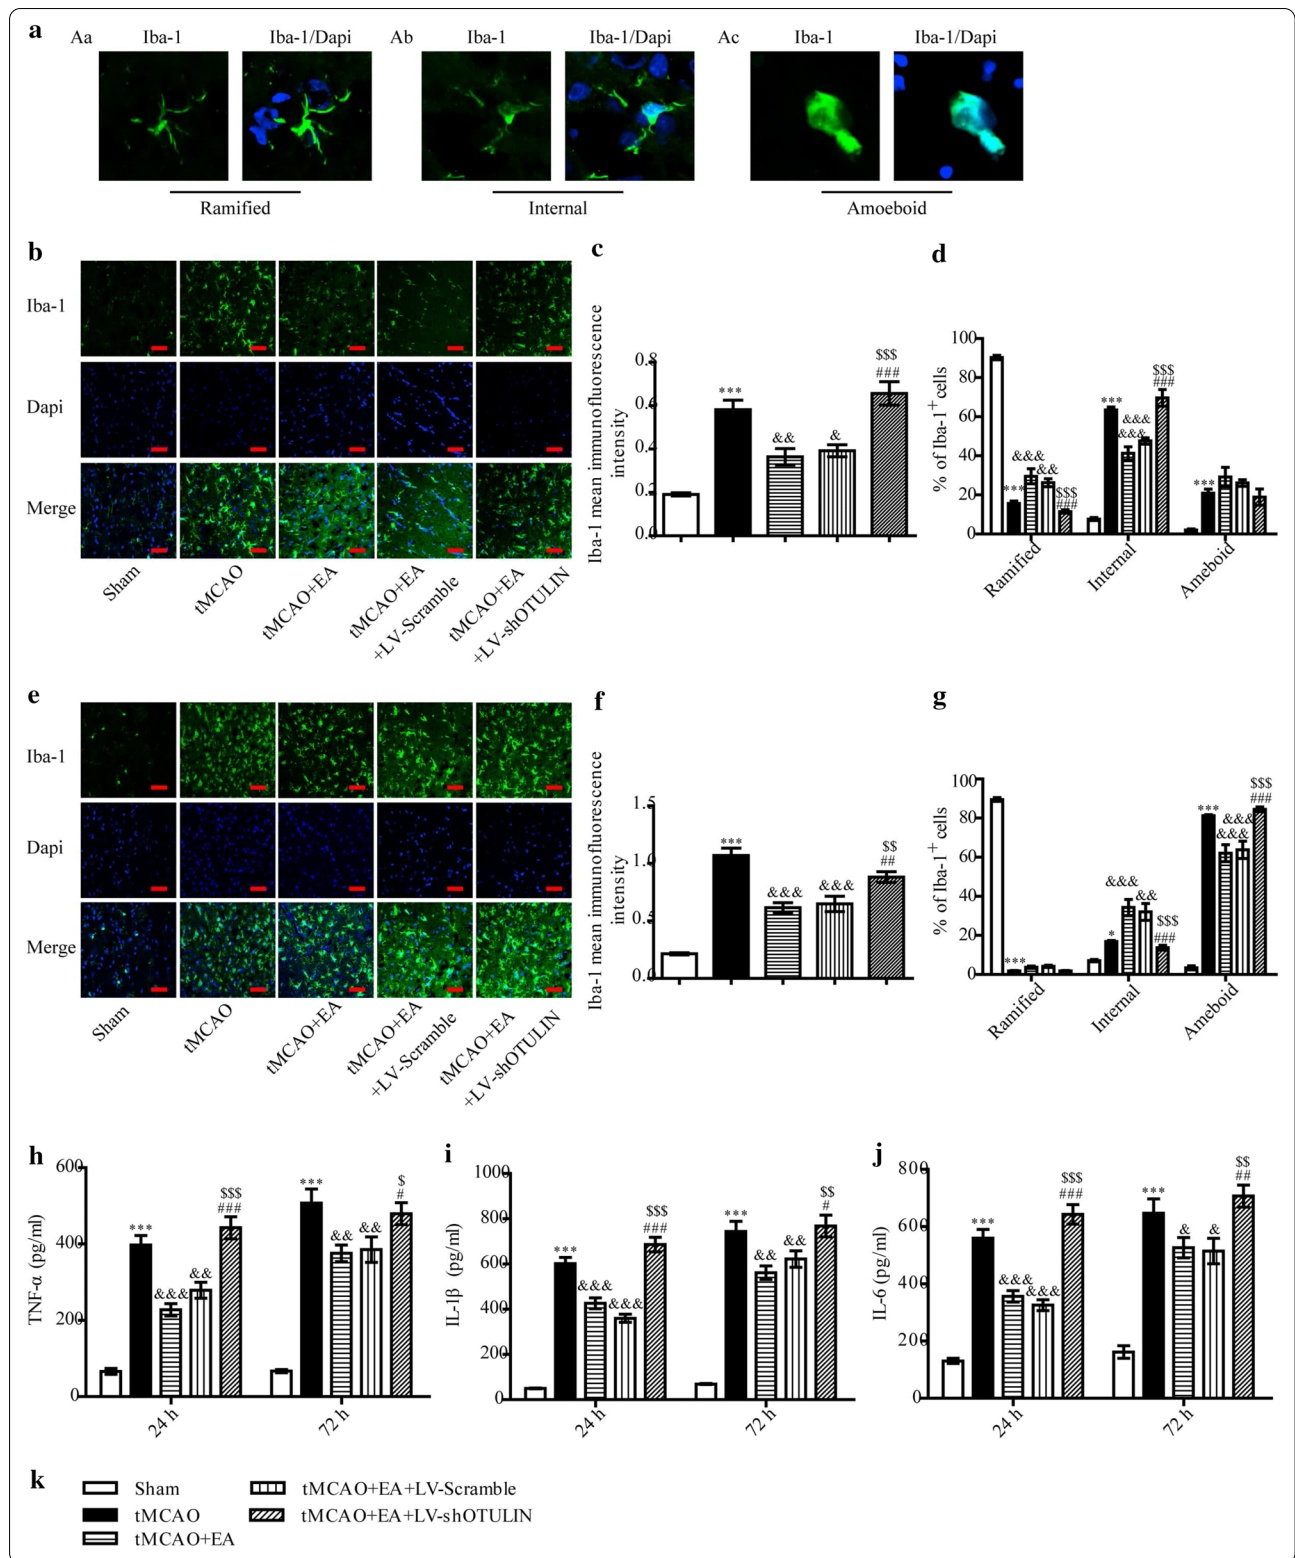 a
Aa Iba-1 Iba-1/Dapi Ab Iba-1 Iba-1/Dapi Ac Iba-1 Iba-1/Dapi
Ramified Internal Amoeboid
b
Iba-1
Dapi
Merge
Sham
tMCAO
tMCAO+EA
tMCAO+EA
+LV-Scramble
tMCAO+EA
+LV-shOTULIN
c
Iba-1 mean immunofluorescence
intensity
0.8
0.6
0.4
0.2
0.0
***
&&
&
$$$
###
d
% of Iba-1+ cells
100
80
60
40
20
0
***
&&&
&&
$$$
###
***
&&&
&&&
$$$
###
***
Ramified
Internal
Ameboid
e
Iba-1
Dapi
Merge
Sham
tMCAO
tMCAO+EA
tMCAO+EA
+LV-Scramble
tMCAO+EA
+LV-shOTULIN
f
Iba-1 mean immunofluorescence
intensity
1.5
1.0
0.5
0.0
***
&&&
&&&
$$
##
g
% of Iba-1+ cells
100
80
60
40
20
0
***
*
&&&
&&
$$$
###
***
&&&
&&&
$$$
###
Ramified
Internal
Ameboid
h
TNF-α (pg/ml)
600
400
200
0
***
&&&
&&
$$$
###
***
&&
&&
$
#
24 h
72 h
i
IL-1β (pg/ml)
1000
800
600
400
200
0
***
&&&
&&&
$$$
###
***
&&
&&
$$
#
24 h
72 h
j
IL-6 (pg/ml)
800
600
400
200
0
***
&&&
&&&
$$$
###
***
&
&
$$
##
24 h
72 h
k
Sham
tMCAO
tMCAO+EA
tMCAO+EA+LV-Scramble
tMCAO+EA+LV-shOTULIN